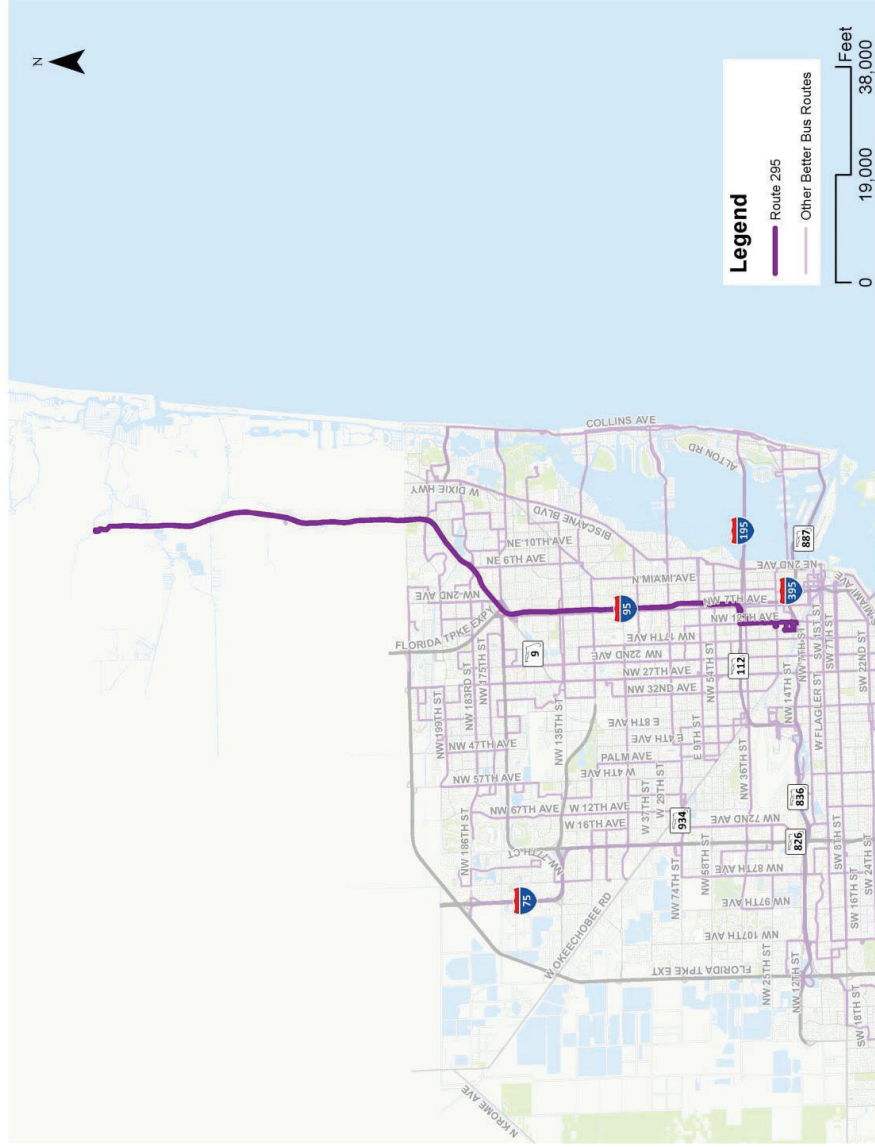 N
Legend
Route 295
Other Better Bus Routes
0
19,000
38,000
Feet
COLLINS AVE
ALTON RD
W DIXIE HWY
BISCAYNE BLVD
NE 10TH AVE
NE 6TH AVE
N MIAMI AVE
NE 2ND AVE
NW 2ND AVE
NW 7TH AVE
NW 12TH AVE
S MIAMI AVE
FLORIDA TPKE EXPY
NW 17TH AVE
NW 22ND AVE
NW 27TH AVE
NW 32ND AVE
E 8TH AVE
E 4TH AVE
PALM AVE
W 4TH AVE
W 12TH AVE
W 16TH AVE
NW 47TH AVE
NW 57TH AVE
NW 67TH AVE
NW 72ND AVE
NW 77TH CT
NW 87TH AVE
NW 97TH AVE
NW 107TH AVE
FLORIDA TPKE EXT
W OKEECHOBEE RD
N KROME AVE
NW 199TH ST
NW 186TH ST
NW 183RD ST
NW 175TH ST
NW 135TH ST
W 37TH ST
W 29TH ST
E 9TH ST
NW 74TH ST
NW 58TH ST
NW 54TH ST
NW 36TH ST
NW 25TH ST
NW 14TH ST
NW 12TH ST
NW 7TH ST
W FLAGLER ST
SW 1ST ST
SW 7TH ST
SW 8TH ST
SW 16TH ST
SW 18TH ST
SW 22ND ST
SW 24TH ST
95
195
395
887
9
112
75
934
836
826